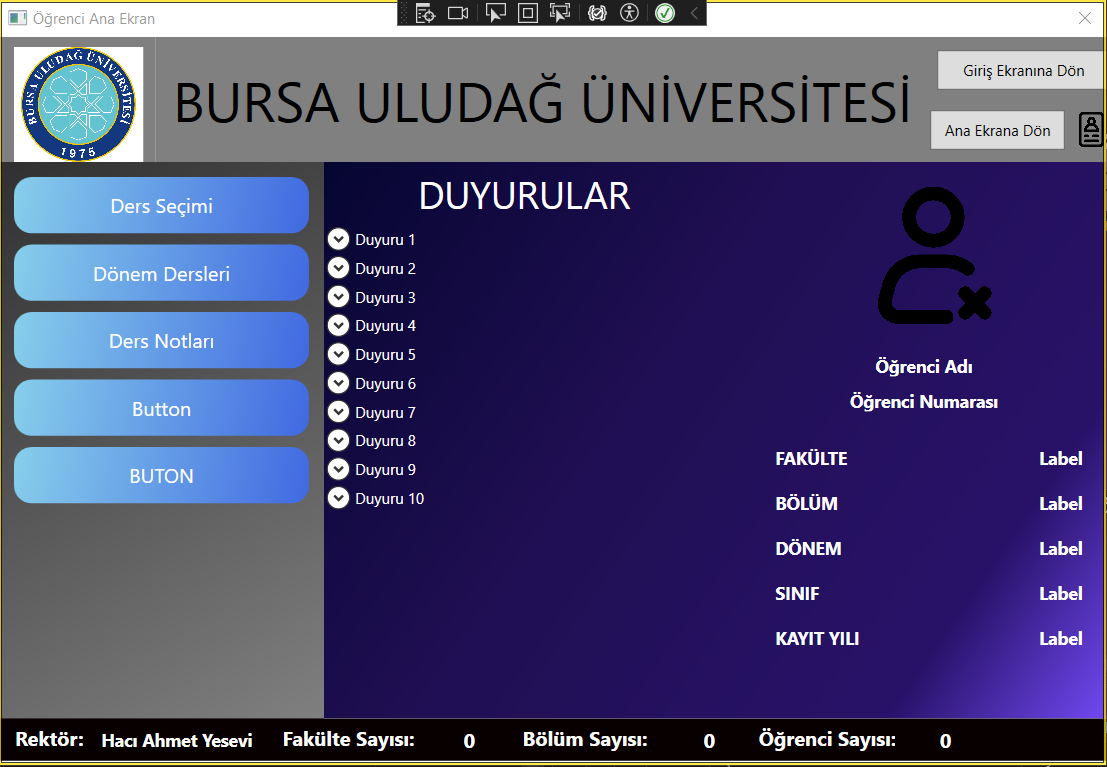 Öğrenci Ana Ekran
BURSA ULUDAĞ ÜNİVERSİTESİ
1975
BURSA ULUDAĞ ÜNİVERSİTESİ
Giriş Ekranına Dön
Ana Ekrana Dön
Ders Seçimi
Dönem Dersleri
Ders Notları
Button
BUTON
DUYURULAR
Duyuru 1
Duyuru 2
Duyuru 3
Duyuru 4
Duyuru 5
Duyuru 6
Duyuru 7
Duyuru 8
Duyuru 9
Duyuru 10
Öğrenci Adı
Öğrenci Numarası
FAKÜLTE Label
BÖLÜM Label
DÖNEM Label
SINIF Label
KAYIT YILI Label
Rektör: Hacı Ahmet Yesevi Fakülte Sayısı: 0 Bölüm Sayısı: 0 Öğrenci Sayısı: 0